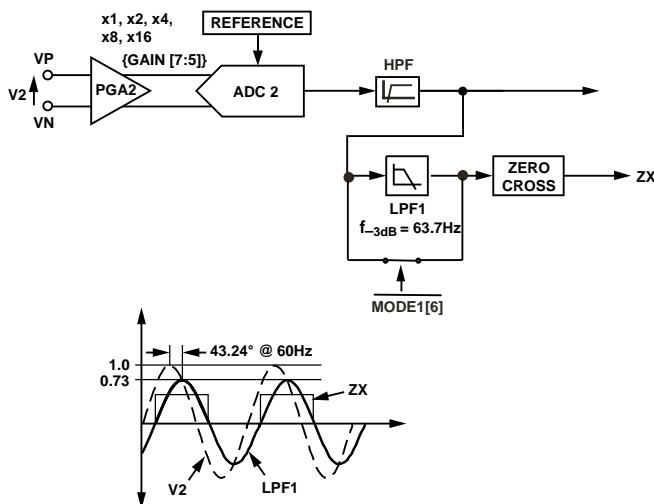 x1, x2, x4,
x8, x16
REFERENCE
VP
{GAIN [7:5]}
HPF
V2
PGA2
ADC 2
VN
LPF1
f–3dB = 63.7Hz
ZERO
CROSS
ZX
MODE1[6]
43.24° @ 60Hz
1.0
0.73
ZX
V2
LPF1